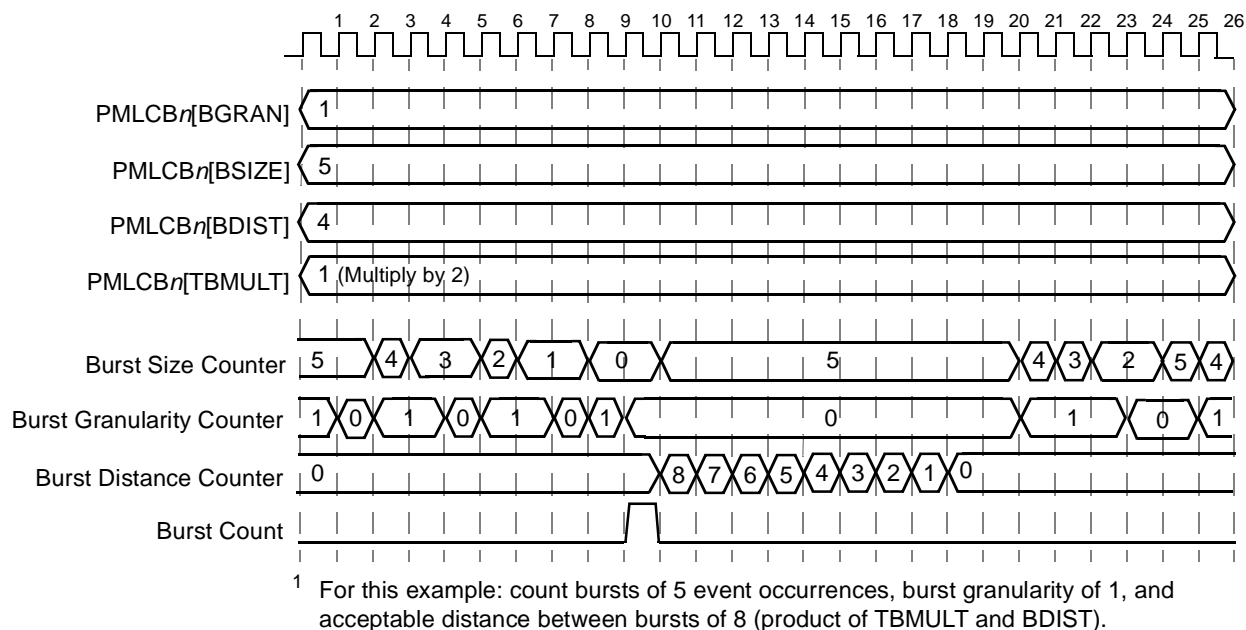 1 2 3 4 5 6 7 8 9 10 11 12 13 14 15 16 17 18 19 20 21 22 23 24 25 26
PMLCBn[BGRAN] 1
PMLCBn[BSIZE] 5
PMLCBn[BDIST] 4
PMLCBn[TBMULT] 1 (Multiply by 2)
Burst Size Counter 5 4 3 2 1 0 5 4 3 2 5 4
Burst Granularity Counter 1 0 1 0 1 0 1 0 1 0 1
Burst Distance Counter 0 8 7 6 5 4 3 2 1 0
Burst Count
1 For this example: count bursts of 5 event occurrences, burst granularity of 1, and
acceptable distance between bursts of 8 (product of TBMULT and BDIST).